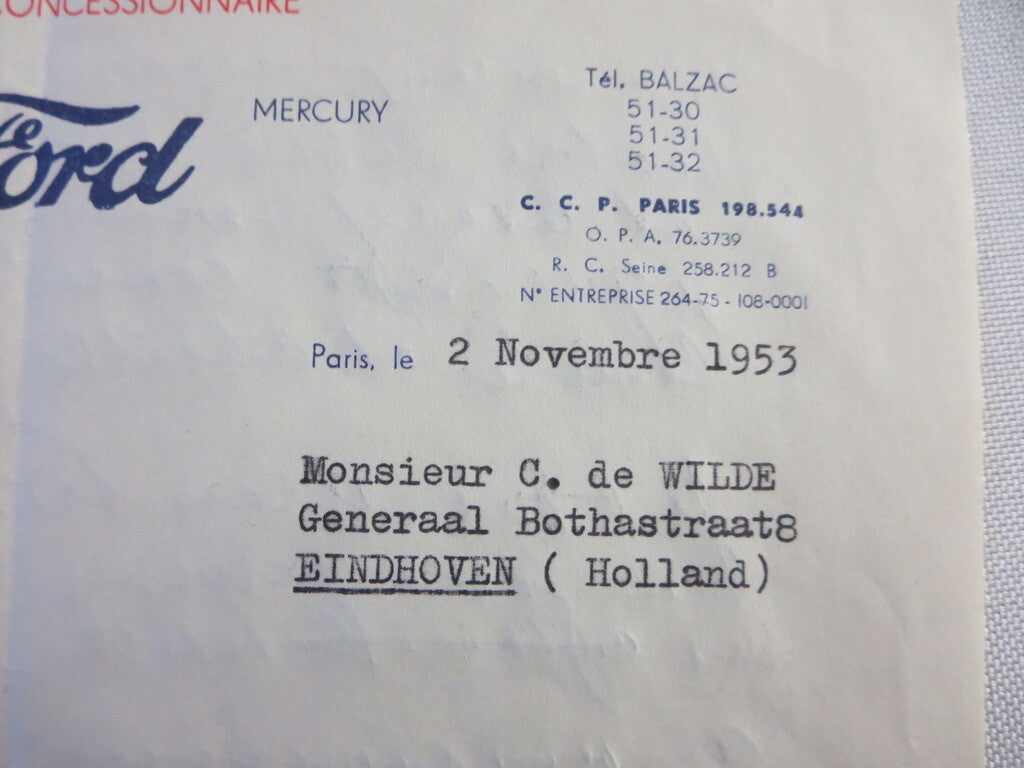 CONCESSIONNAIRE
Ford
MERCURY
Tél. BALZAC
51-30
51-31
51-32
C. C. P. PARIS 198.544
O. P. A. 76.3739
R. C. Seine 258.212 B
N° ENTREPRISE 264-75 - 108-0001
Paris, le 2 Novembre 1953
Monsieur C. de WILDE
Generaal Bothastraat8
EINDHOVEN ( Holland)